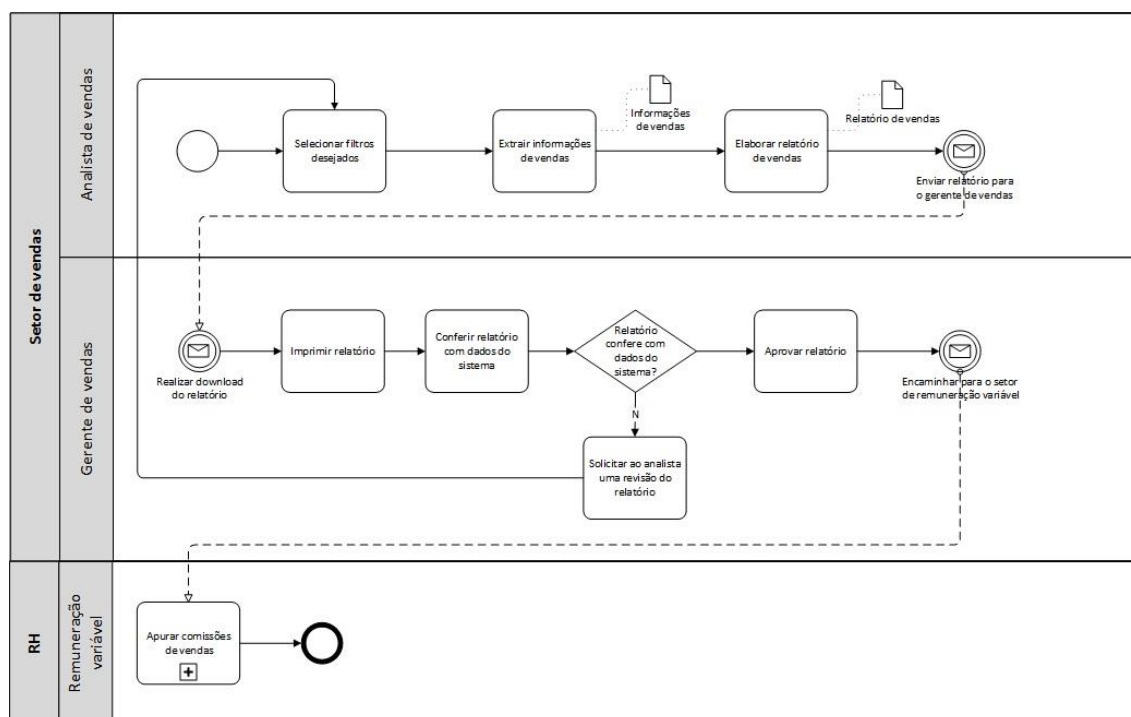 Setor de vendas
Analista de vendas
Selecionar filtros
desejados
Extrair informações
de vendas
Informações
de vendas
Elaborar relatório
de vendas
Relatório de vendas
Enviar relatório para
o gerente de vendas
Gerente de vendas
Realizar download
do relatório
Imprimir relatório
Conferir relatório
com dados do
sistema
Relatório
confere com
dados do
sistema?
N
Aprovar relatório
Encaminhar para o setor
de remuneração variável
Solicitar ao analista
uma revisão do
relatório
RH
Remuneração
variável
Apurar comissões
de vendas